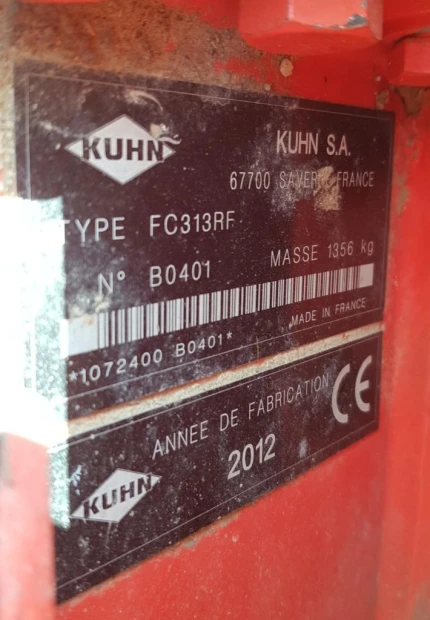 KUHN
KUHN S.A.
67700 SAVERNE FRANCE
TYPE FC313RF
MASSE 1356 kg
N° B0401
*1072400 B0401*
MADE IN FRANCE
ANNEE DE FABRICATION
2012
CE
KUHN